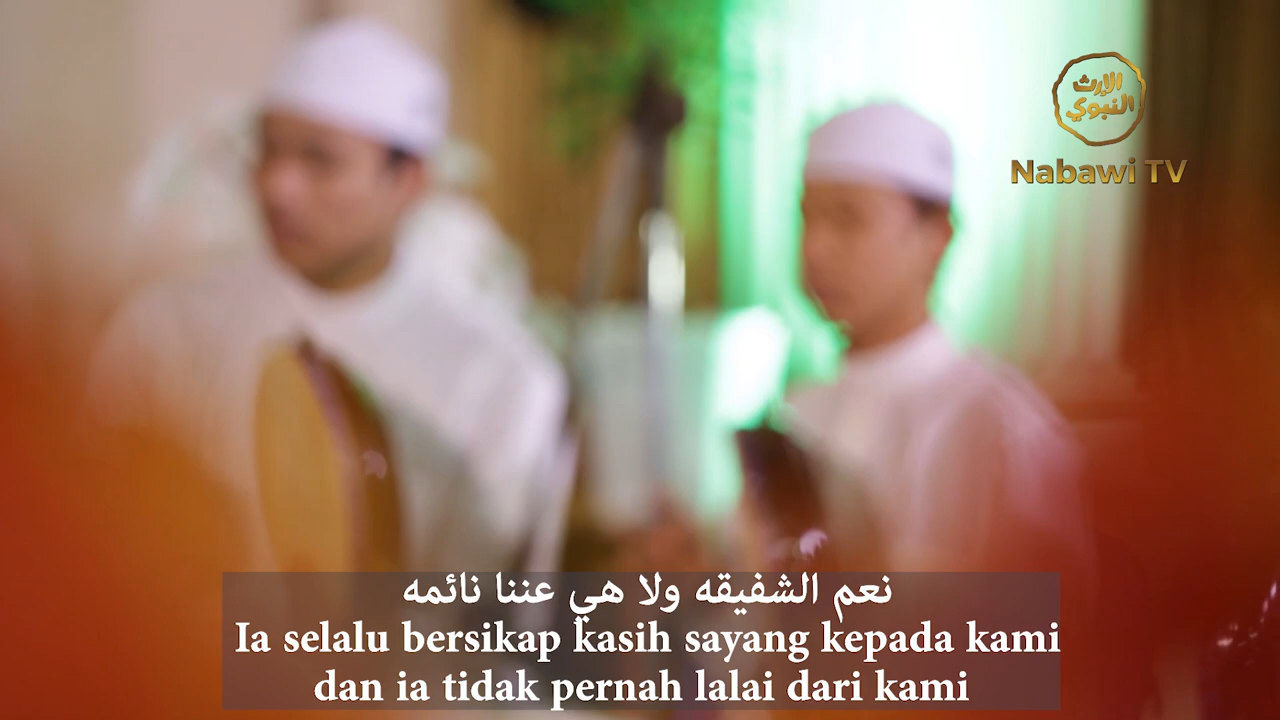 الإرث
النبوي
Nabawi TV
نعم الشفيقه ولا هي عننا نائمه
Ia selalu bersikap kasih sayang kepada kami
dan ia tidak pernah lalai dari kami